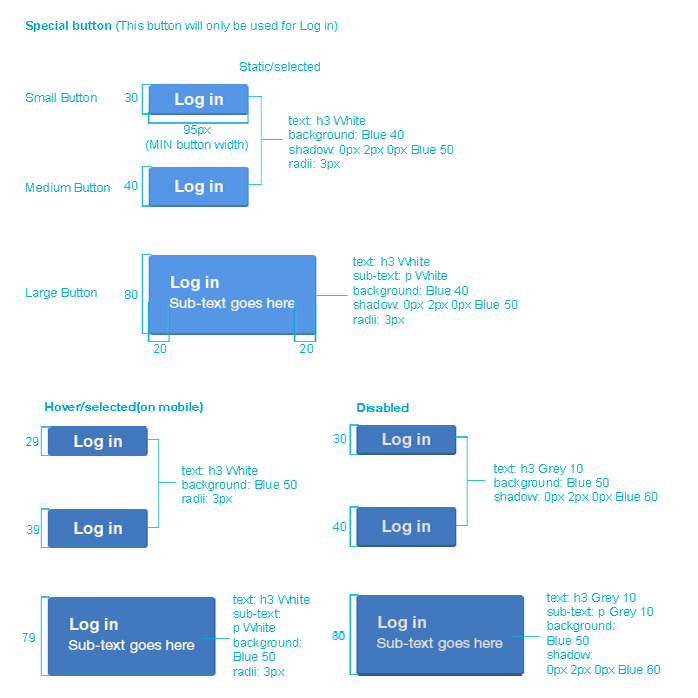 Special button (This button will only be used for Log in)
Static/selected
Small Button
30
Log in
95px
(MIN button width)
text: h3 White
background: Blue 40
shadow: 0px 2px 0px Blue 50
radii: 3px
Medium Button
40
Log in
Large Button
80
Log in
Sub-text goes here
20
20
text: h3 White
sub-text: p White
background: Blue 40
shadow: 0px 2px 0px Blue 50
radii: 3px
Hover/selected(on mobile)
29
Log in
39
Log in
text: h3 White
background: Blue 50
radii: 3px
79
Log in
Sub-text goes here
text: h3 White
sub-text:
p White
background:
Blue 50
radii: 3px
Disabled
30
Log in
40
Log in
text: h3 Grey 10
background: Blue 50
shadow: 0px 2px 0px Blue 60
80
Log in
Sub-text goes here
text: h3 Grey 10
sub-text: p Grey 10
background:
Blue 50
shadow:
0px 2px 0px Blue 60